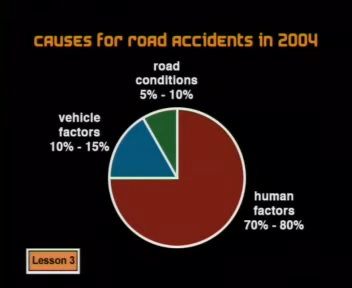 causes for road accidents in 2004
road
conditions
5% - 10%
vehicle
factors
10% - 15%
human
factors
70% - 80%
Lesson 3